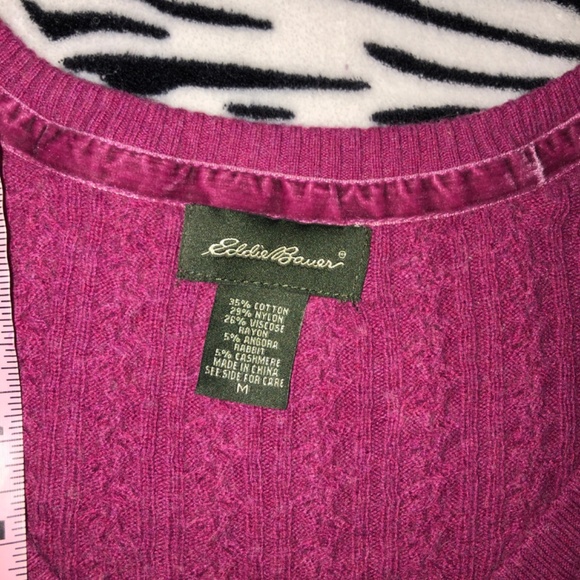 Eddie Bauer®
35% COTTON
29% NYLON
26% VISCOSE
RAYON
5% ANGORA
RABBIT
5% CASHMERE
MADE IN CHINA
SEE SIDE FOR CARE
M